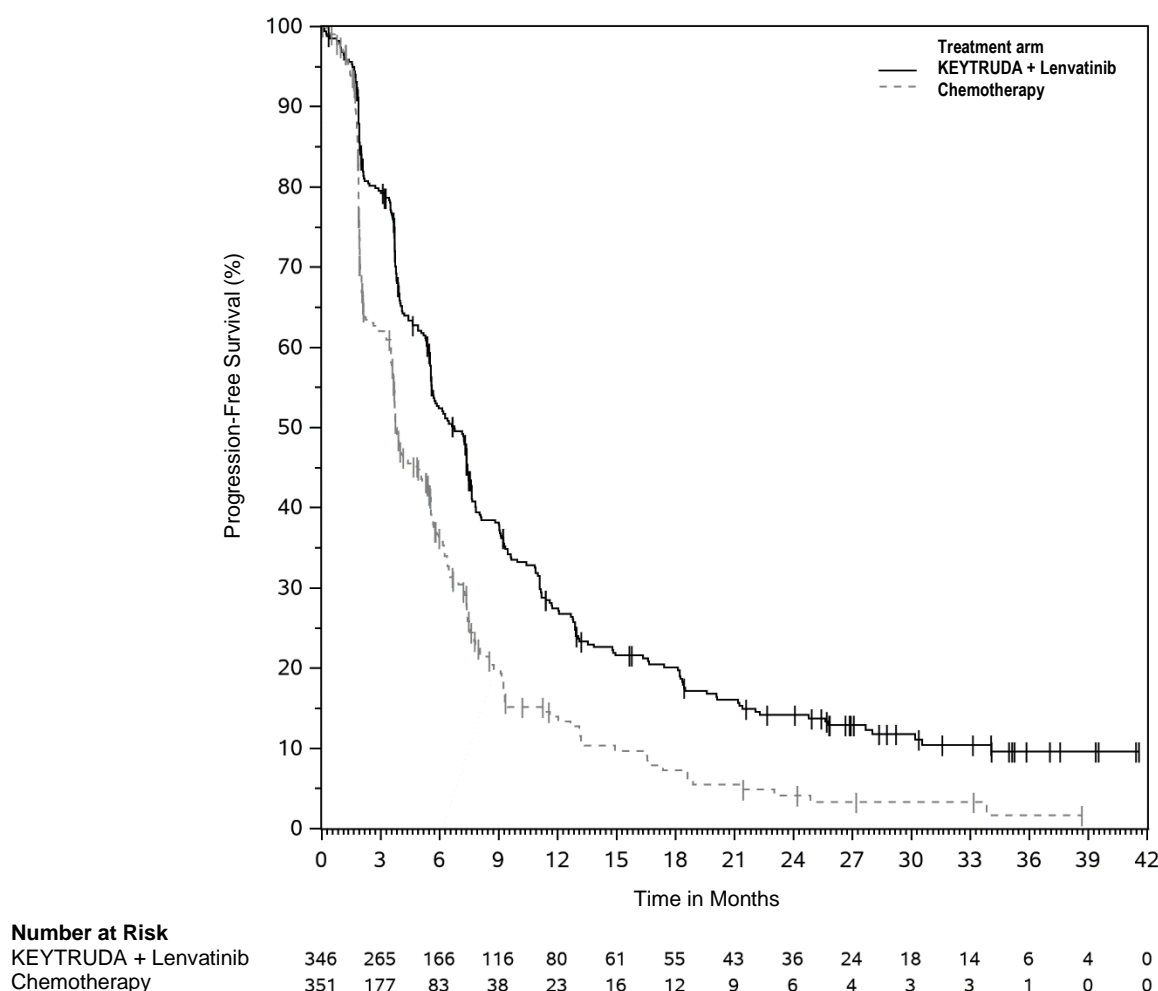 Treatment arm
KEYTRUDA + Lenvatinib
Chemotherapy
Progression-Free Survival (%)
100
90
80
70
60
50
40
30
20
10
0
0 3 6 9 12 15 18 21 24 27 30 33 36 39 42
Time in Months
Number at Risk
KEYTRUDA + Lenvatinib 346 265 166 116 80 61 55 43 36 24 18 14 6 4 0
Chemotherapy 351 177 83 38 23 16 12 9 6 4 3 3 1 0 0